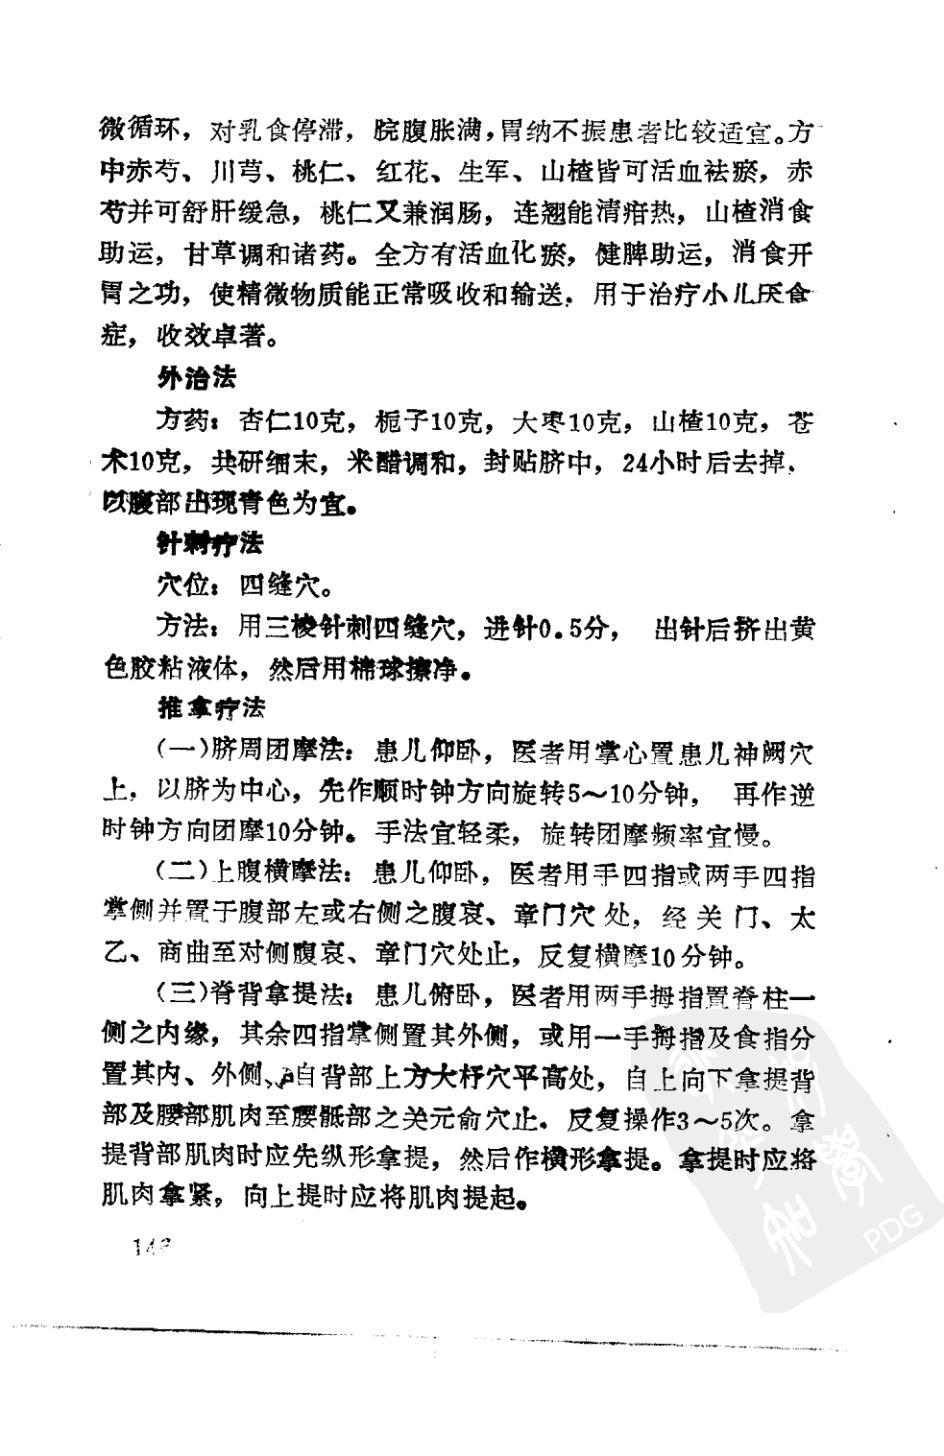 微循环，对乳食停滞，脘腹胀满，胃纳不振患者比较适宜。方
中赤芍、川芎、桃仁、红花、生军、山楂皆可活血祛瘀，赤
芍并可舒肝缓急，桃仁又兼润肠，连翘能清疳热，山楂消食
助运，甘草调和诸药。全方有活血化瘀，健脾助运，消食开
胃之功，使精微物质能正常吸收和输送，用于治疗小儿厌食
症，收效卓著。
外治法
方药：杏仁10克，栀子10克，大枣10克，山楂10克，苍
术10克，共研细末，米醋调和，封贴脐中，24小时后去掉，
以腹部出现青色为宜。
针刺疗法
穴位：四缝穴。
方法：用三棱针刺四缝穴，进针0.5分，出针后挤出黄
色胶粘液体，然后用棉球擦净。
推拿疗法
(一)脐周团摩法：患儿仰卧，医者用掌心置患儿神阙穴
上，以脐为中心，先作顺时钟方向旋转5～10分钟，再作逆
时钟方向团摩10分钟。手法宜轻柔，旋转团摩频率宜慢。
(二)上腹横摩法：患儿仰卧，医者用手四指或两手四指
掌侧并置于腹部左或右侧之腹哀、章门穴处，经关门、太
乙、商曲至对侧腹哀、章门穴处止，反复横摩10分钟。
(三)脊背拿提法：患儿俯卧，医者用两手拇指置脊柱一
侧之内缘，其余四指掌侧置其外侧，或用一手拇指及食指分
置其内、外侧、自背部上方大杼穴平高处，自上向下拿提背
部及腰部肌肉至腰骶部之关元俞穴止。反复操作3～5次。拿
提背部肌肉时应先纵形拿提，然后作横形拿提。拿提时应将
肌肉拿紧，向上提时应将肌肉提起。
PDG